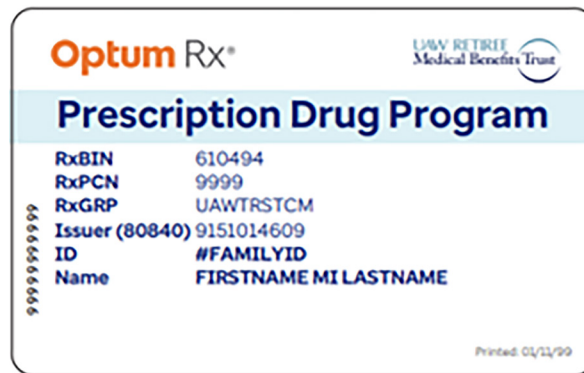 Optum Rx®
UAW RETIREE
Medical Benefits Trust
Prescription Drug Program
RxBIN 610494
RxPCN 9999
RxGRP UAWTRSTCM
Issuer (80840) 9151014609
ID #FAMILYID
Name FIRSTNAME MI LASTNAME
Printed: 01/11/99